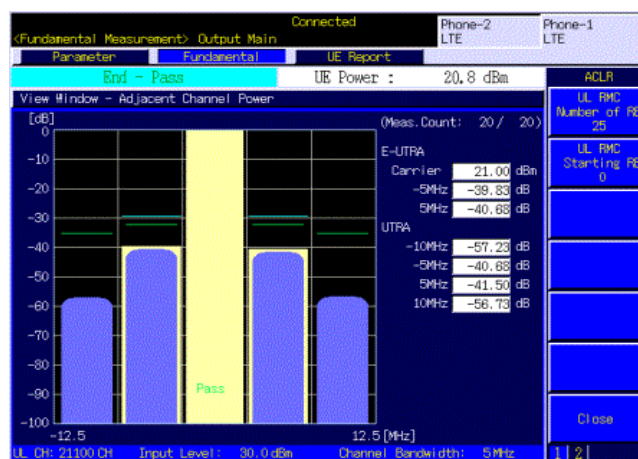 Connected
Phone-2 LTE
Phone-1 LTE
<Fundamental Measurement> Output Main
Parameter
Fundamental
UE Report
End - Pass
UE Power : 20.8 dBm
ACLR
View Window - Adjacent Channel Power
UL RMC
Number of RB
25
UL RMC
Starting RB
0
[dB]
(Meas.Count: 20/ 20)
0
-10
-20
-30
-40
-50
-60
-70
-80
-90
-100
E-UTRA
Carrier 21.00 dBm
-5MHz -39.83 dB
5MHz -40.68 dB
UTRA
-10MHz -57.23 dB
-5MHz -40.68 dB
5MHz -41.50 dB
10MHz -56.73 dB
Pass
-12.5
12.5[MHz]
Close
UL CH: 21100CH Input Level: 30.0dBm Channel Bandwidth: 5MHz
1 2